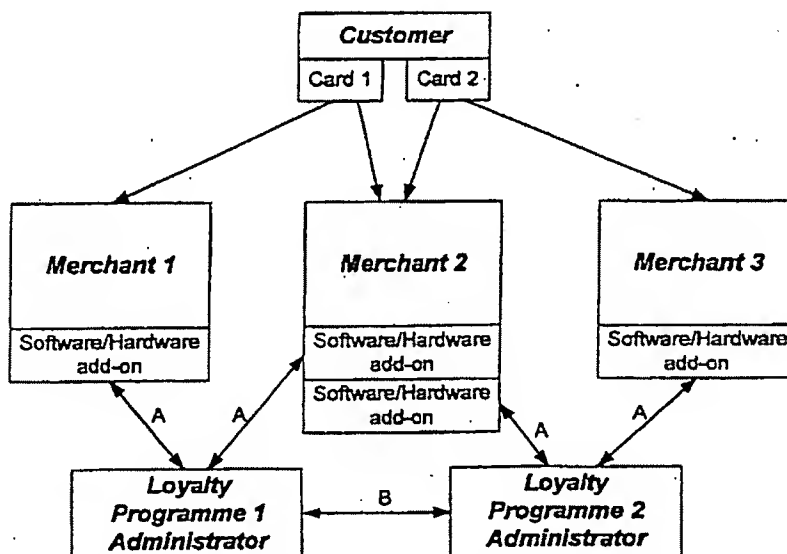 Customer
Card 1
Card 2
Merchant 1
Merchant 2
Merchant 3
Software/Hardware
add-on
Software/Hardware
add-on
Software/Hardware
add-on
Software/Hardware
add-on
A
A
A
A
Loyalty
Programme 1
Administrator
B
Loyalty
Programme 2
Administrator